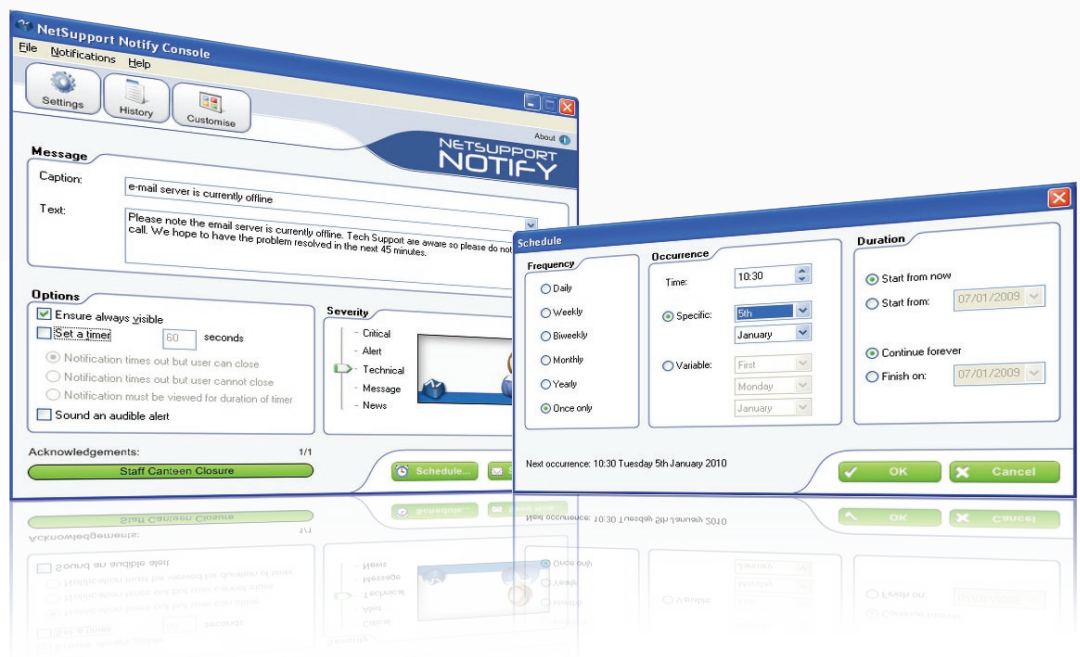 NetSupport Notify Console
File Notifications Help
Settings History Customise
About
NETSUPPORT
NOTIFY
Message
Caption: e-mail server is currently offline
Text: Please note the email server is currently offline. Tech Support are aware so please do not
call. We hope to have the problem resolved in the next 45 minutes.
Options
Ensure always visible
Set a timer 60 seconds
Notification times out but user can close
Notification times out but user cannot close
Notification must be viewed for duration of timer
Sound an audible alert
Severity
Critical
Alert
Technical
Message
News
Acknowledgements: 1/1
Staff Canteen Closure
Schedule...
Schedule
Frequency
Daily
Weekly
Biweekly
Monthly
Yearly
Once only
Occurrence
Time: 10:30
Specific: 5th
January
Variable: First
Monday
January
Duration
Start from now
Start from: 07/01/2009
Continue forever
Finish on: 07/01/2009
Next occurrence: 10:30 Tuesday 5th January 2010
OK Cancel